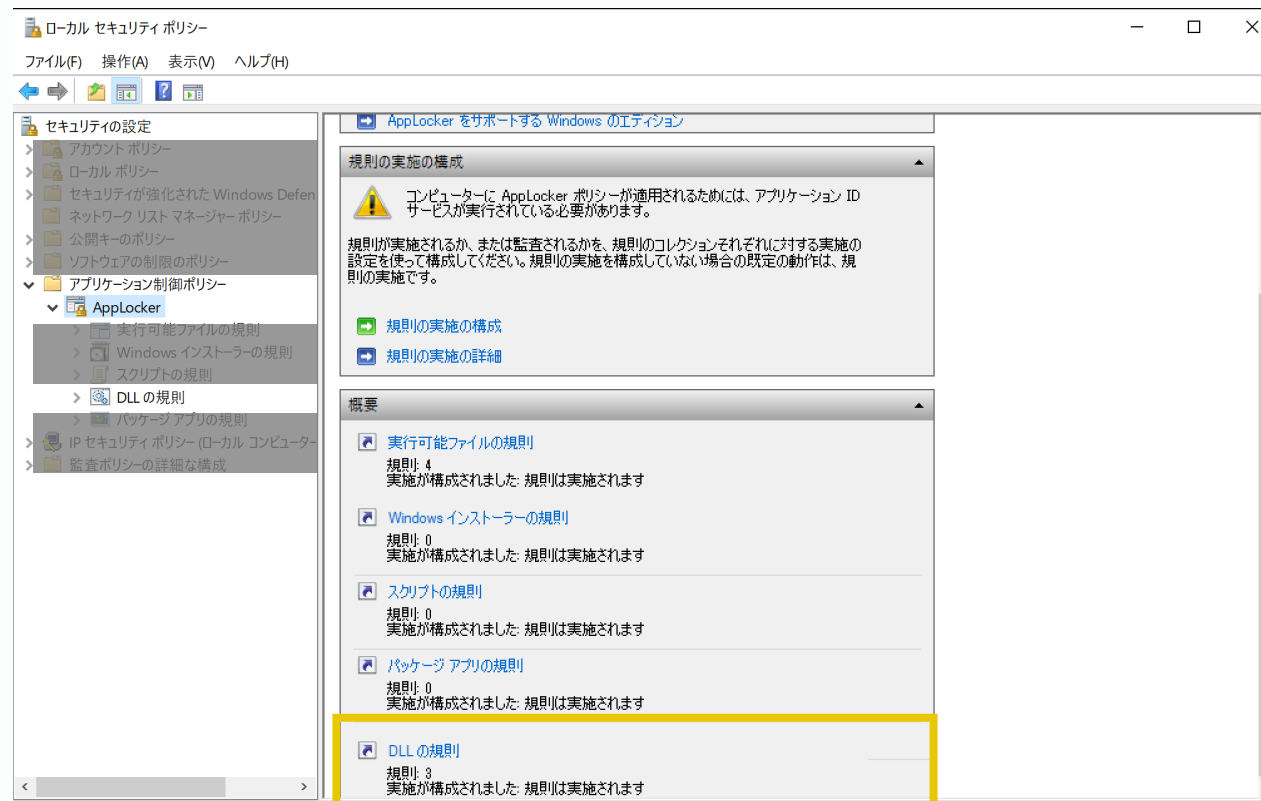 ローカル セキュリティ ポリシー
ファイル(F) 操作(A) 表示(V) ヘルプ(H)
セキュリティの設定
アカウント ポリシー
ローカル ポリシー
セキュリティが強化された Windows Defen
ネットワーク リスト マネージャー ポリシー
公開キーのポリシー
ソフトウェアの制限のポリシー
アプリケーション制御ポリシー
AppLocker
実行可能ファイルの規則
Windows インストーラーの規則
スクリプトの規則
DLL の規則
パッケージ アプリの規則
IP セキュリティ ポリシー (ローカル コンピューター
監査ポリシーの詳細な構成
AppLocker をサポートする Windows のエディション
規則の実施の構成
コンピューターに AppLocker ポリシーが適用されるためには、アプリケーション ID
サービスが実行されている必要があります。
規則が実施されるか、または監査されるかを、規則のコレクションそれぞれに対する実施の
設定を使って構成してください。規則の実施を構成していない場合の既定の動作は、規
則の実施です。
規則の実施の構成
規則の実施の詳細
概要
実行可能ファイルの規則
規則: 4
実施が構成されました: 規則は実施されます
Windows インストーラーの規則
規則: 0
実施が構成されました: 規則は実施されます
スクリプトの規則
規則: 0
実施が構成されました: 規則は実施されます
パッケージ アプリの規則
規則: 0
実施が構成されました: 規則は実施されます
DLL の規則
規則: 3
実施が構成されました: 規則は実施されます